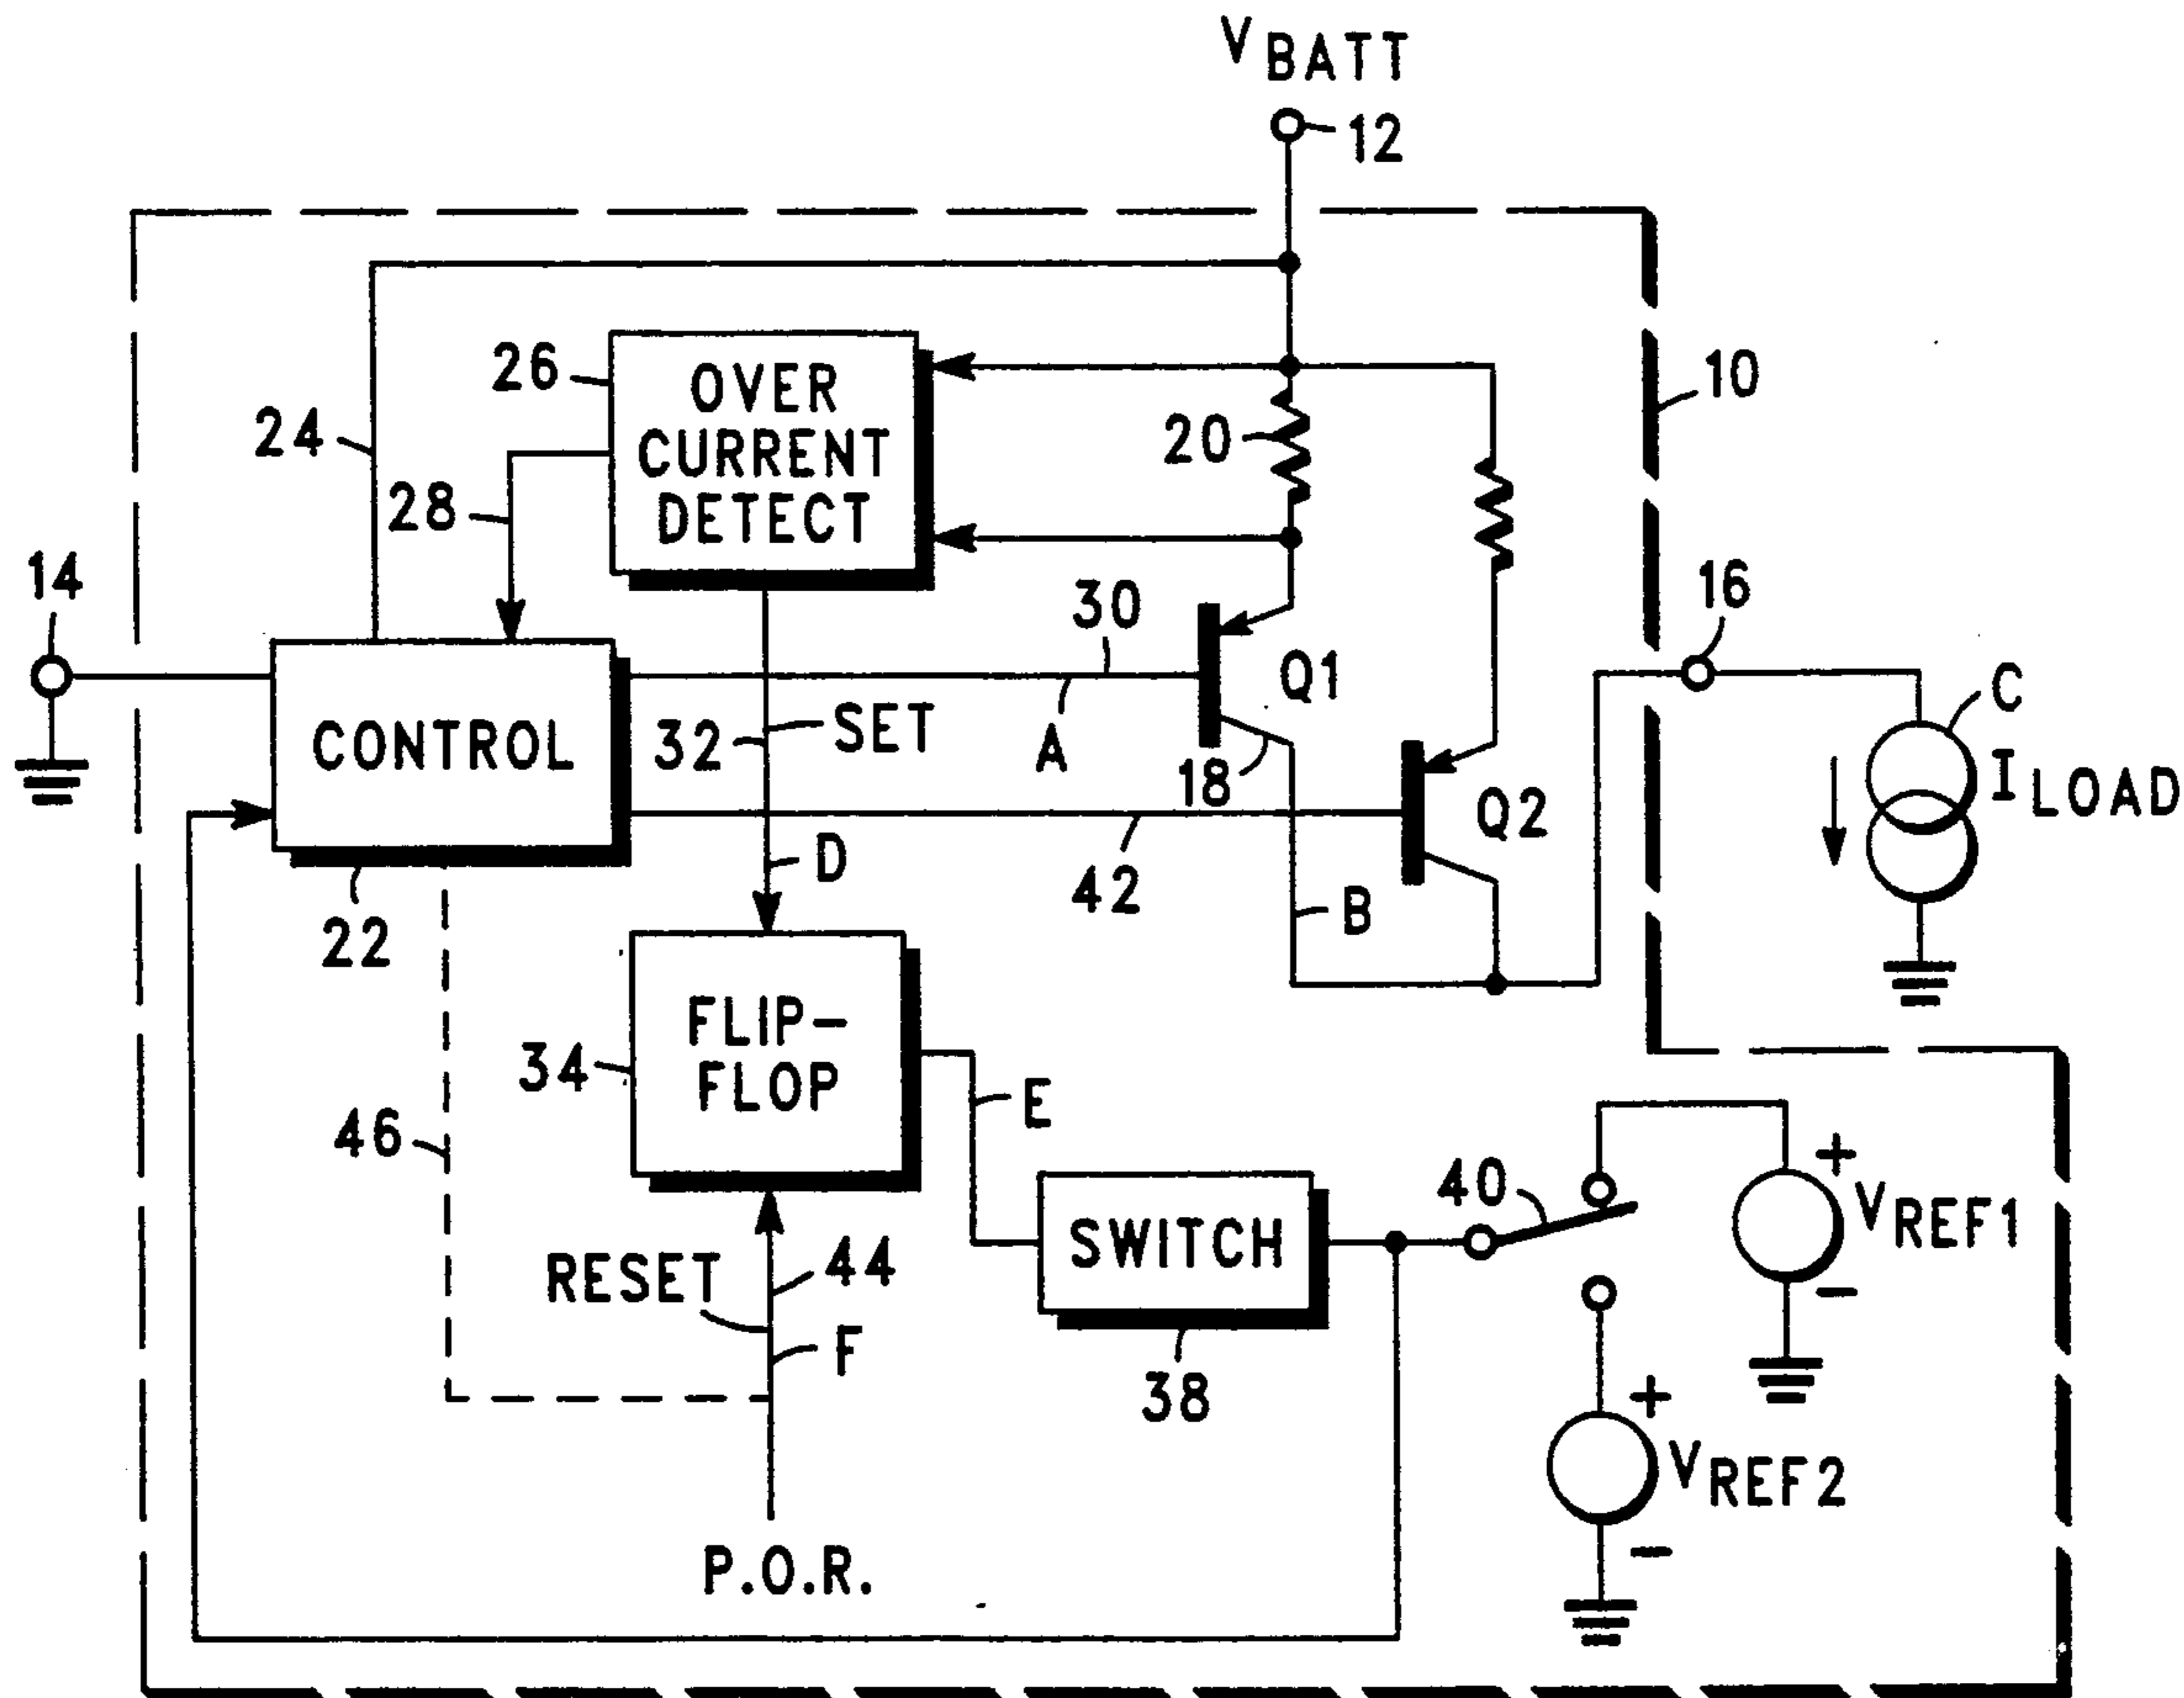 VBATT
12
10
26
OVER
CURRENT
DETECT
20
24
28
14
30
16
Q1
C
CONTROL
32
SET
A
18
ILOAD
Q2
D
42
B
22
FLIP-
FLOP
34
E
46
40
+
VREF1
SWITCH
44
RESET
-
F
38
+
VREF2
P.O.R.
-